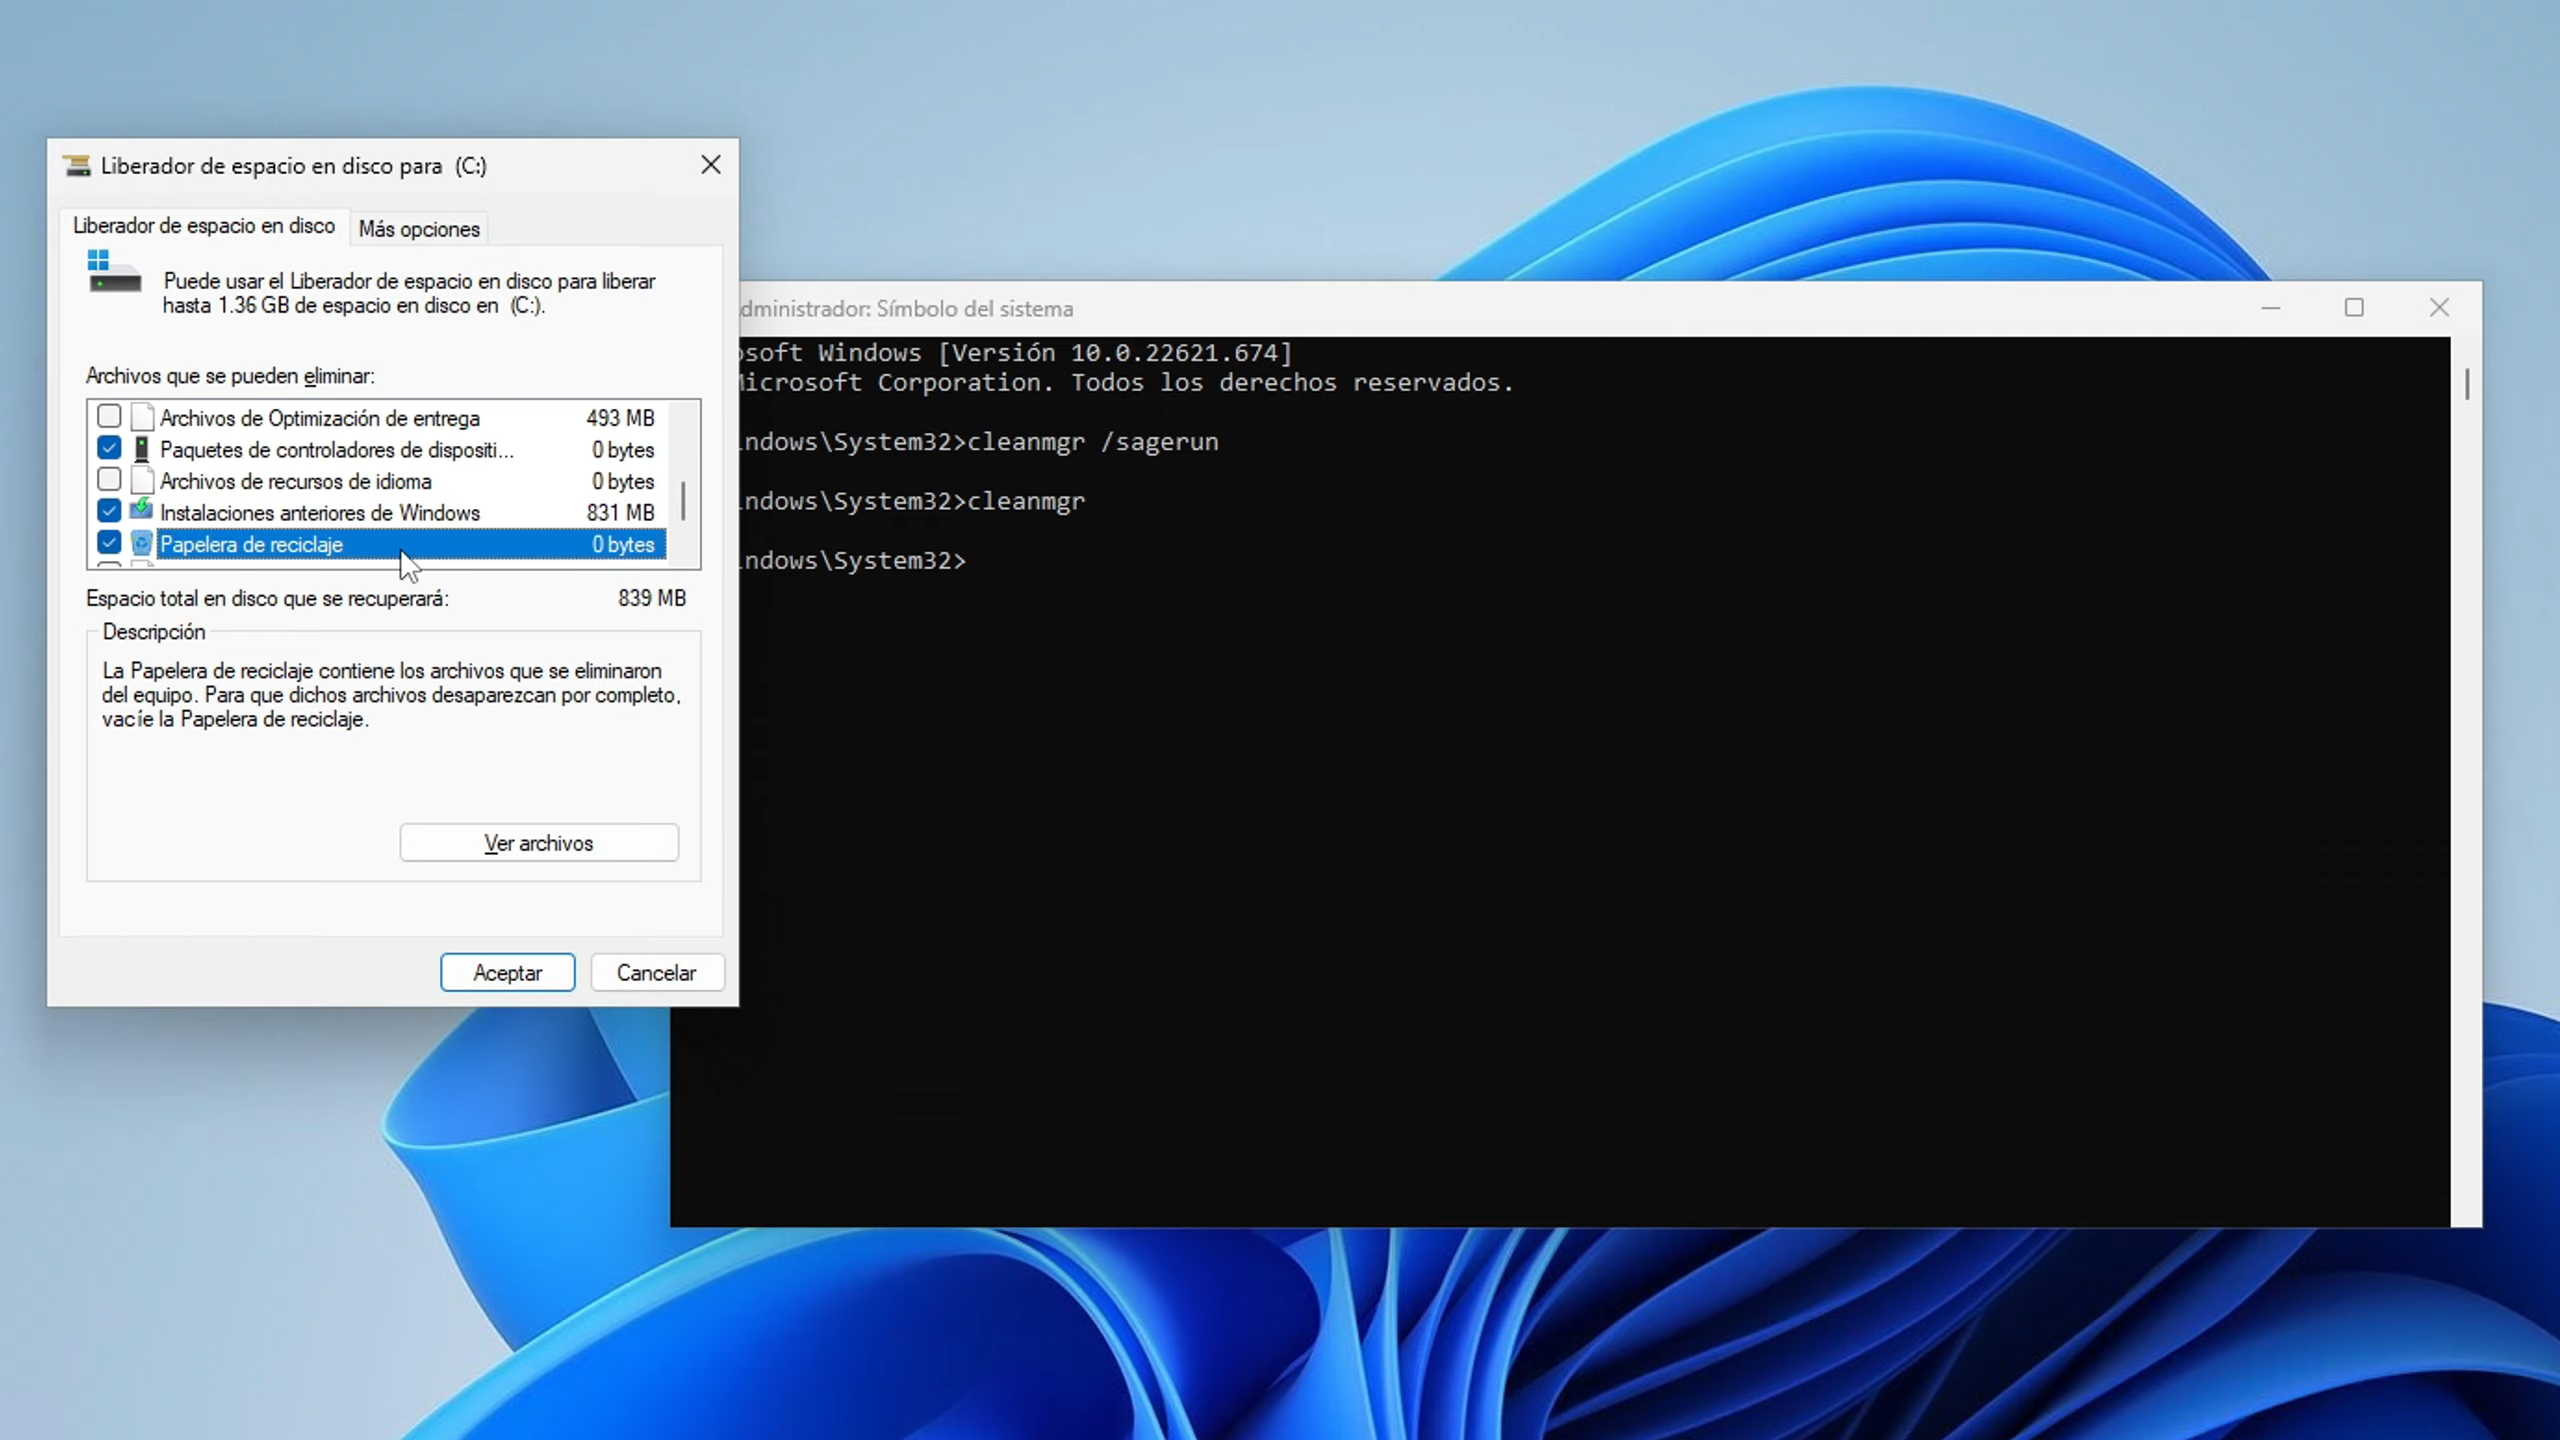 Liberador de espacio en disco para  (C:)
Liberador de espacio en disco
Más opciones
Puede usar el Liberador de espacio en disco para liberar
hasta 1.36 GB de espacio en disco en  (C:).
Archivos que se pueden eliminar:
Archivos de Optimización de entrega 493 MB
Paquetes de controladores de dispositi... 0 bytes
Archivos de recursos de idioma 0 bytes
Instalaciones anteriores de Windows 831 MB
Papelera de reciclaje 0 bytes
Espacio total en disco que se recuperará: 839 MB
Descripción
La Papelera de reciclaje contiene los archivos que se eliminaron
del equipo. Para que dichos archivos desaparezcan por completo,
vacíe la Papelera de reciclaje.
Ver archivos
Aceptar
Cancelar
dministrador: Símbolo del sistema
osoft Windows [Versión 10.0.22621.674]
Microsoft Corporation. Todos los derechos reservados.
indows\System32>cleanmgr /sagerun
indows\System32>cleanmgr
indows\System32>